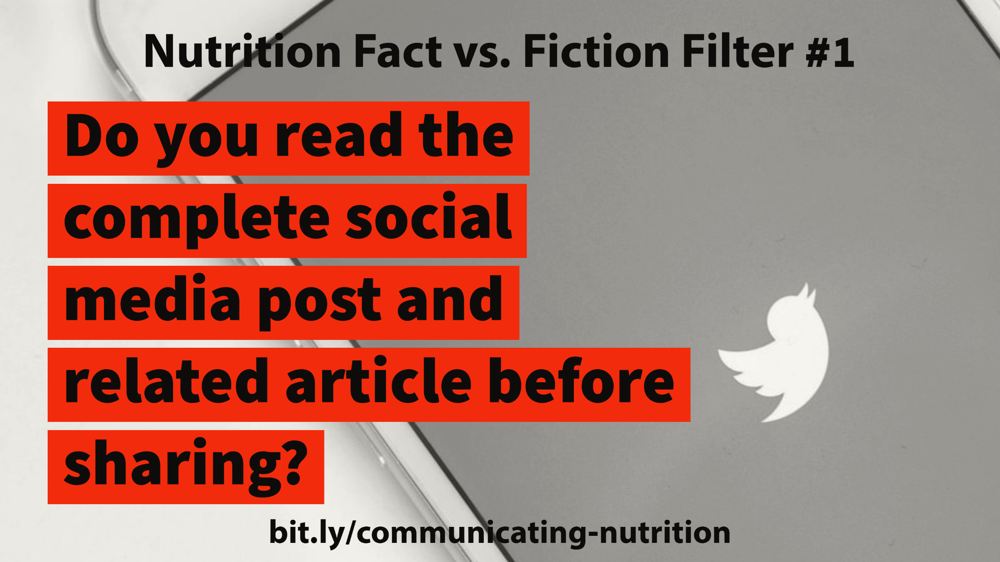 Nutrition Fact vs. Fiction Filter #1
Do you read the
complete social
media post and
related article before
sharing?
bit.ly/communicating-nutrition